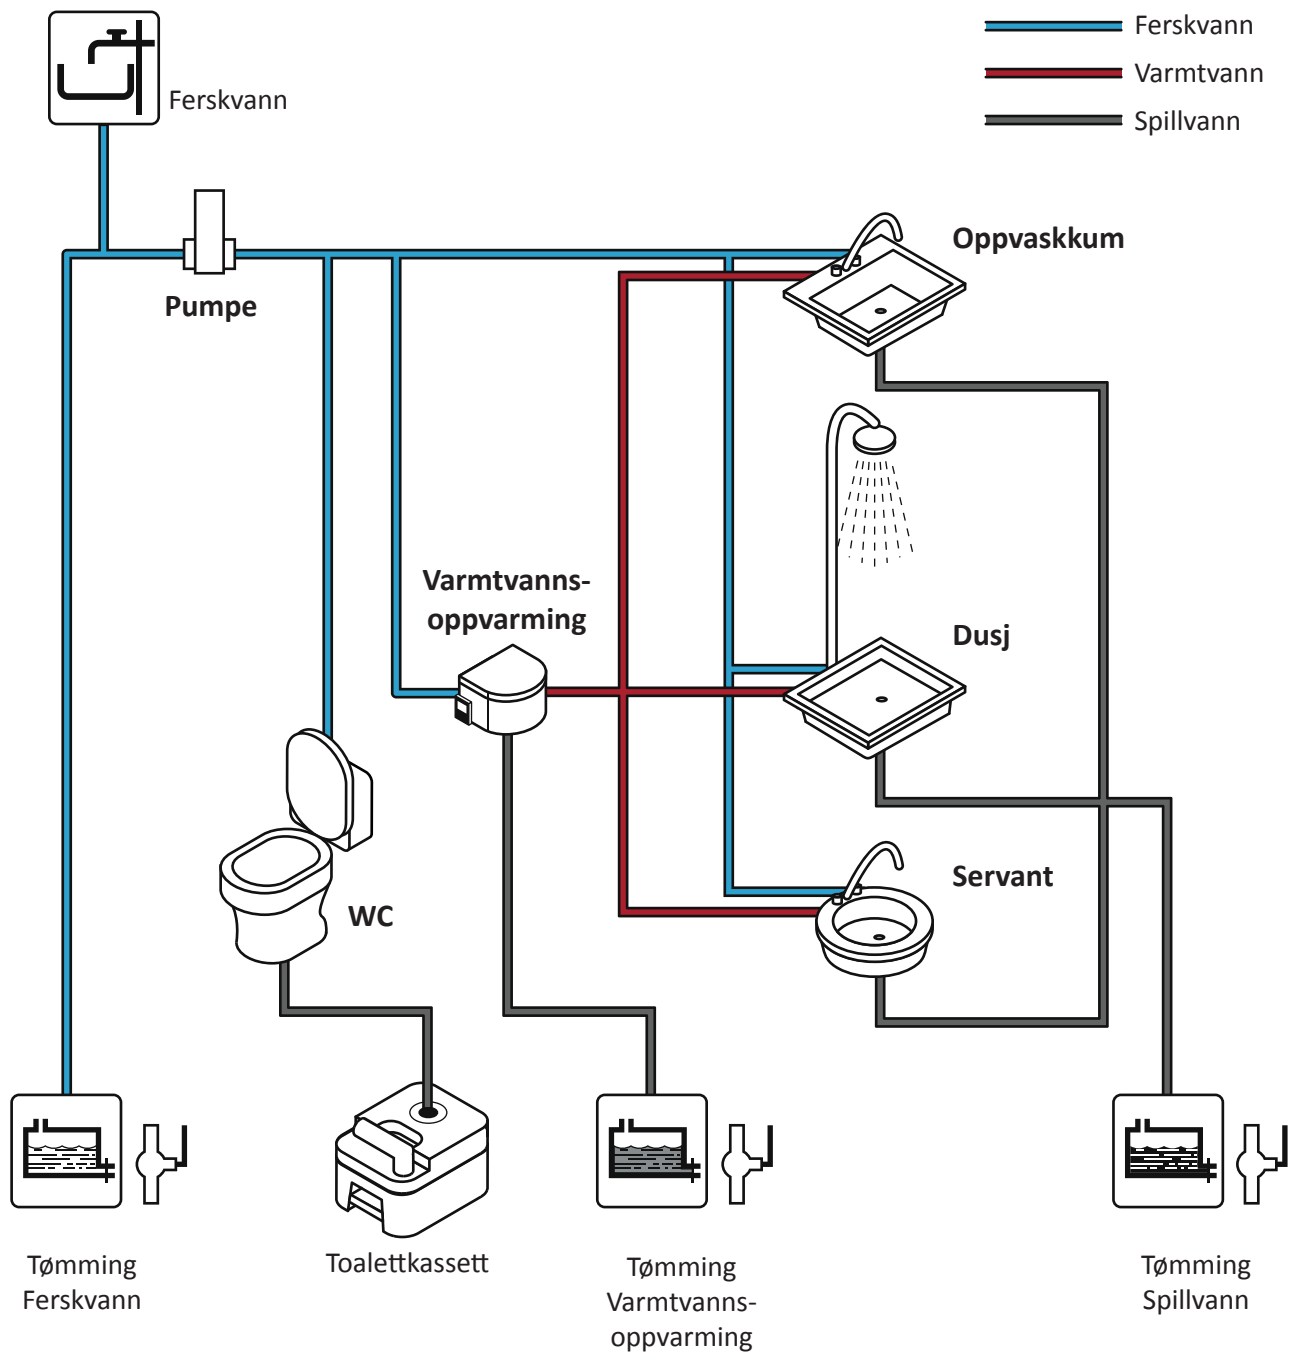 Ferskvann
Varmtvann
Spillvann
Ferskvann
Pumpe
Oppvaskkum
Varmtvanns-
oppvarming
Dusj
WC
Servant
Tømming
Ferskvann
Toalettkassett
Tømming
Varmtvanns-
oppvarming
Tømming
Spillvann